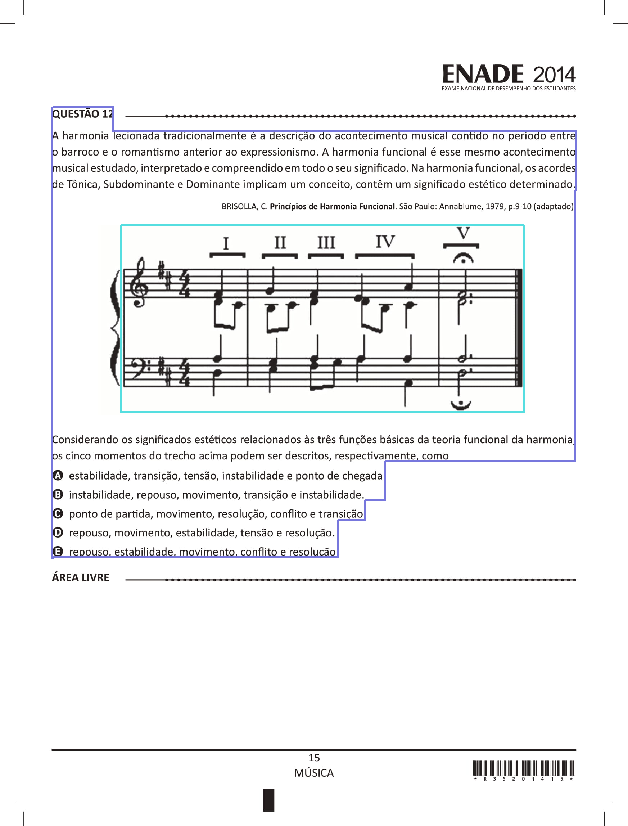 ENADE 2014
EXAME NACIONAL DE DESEMPENHO DOS ESTUDANTES
QUESTÃO 12
A harmonia lecionada tradicionalmente é a descrição do acontecimento musical contido no período entre
o barroco e o romantismo anterior ao expressionismo. A harmonia funcional é esse mesmo acontecimento
musical estudado, interpretado e compreendido em todo o seu significado. Na harmonia funcional, os acordes
de Tônica, Subdominante e Dominante implicam um conceito, contêm um significado estético determinado.
BRISOLLA, C. Princípios de Harmonia Funcional. São Paulo: Annablume, 1979, p.9-10 (adaptado)
I II III IV V
4 4
4 4
Considerando os significados estéticos relacionados às três funções básicas da teoria funcional da harmonia,
os cinco momentos do trecho acima podem ser descritos, respectivamente, como
A estabilidade, transição, tensão, instabilidade e ponto de chegada
B instabilidade, repouso, movimento, transição e instabilidade.
C ponto de partida, movimento, resolução, conflito e transição
D repouso, movimento, estabilidade, tensão e resolução.
E repouso, estabilidade, movimento, conflito e resolução
ÁREA LIVRE
15
MÚSICA
*R3520141​5*